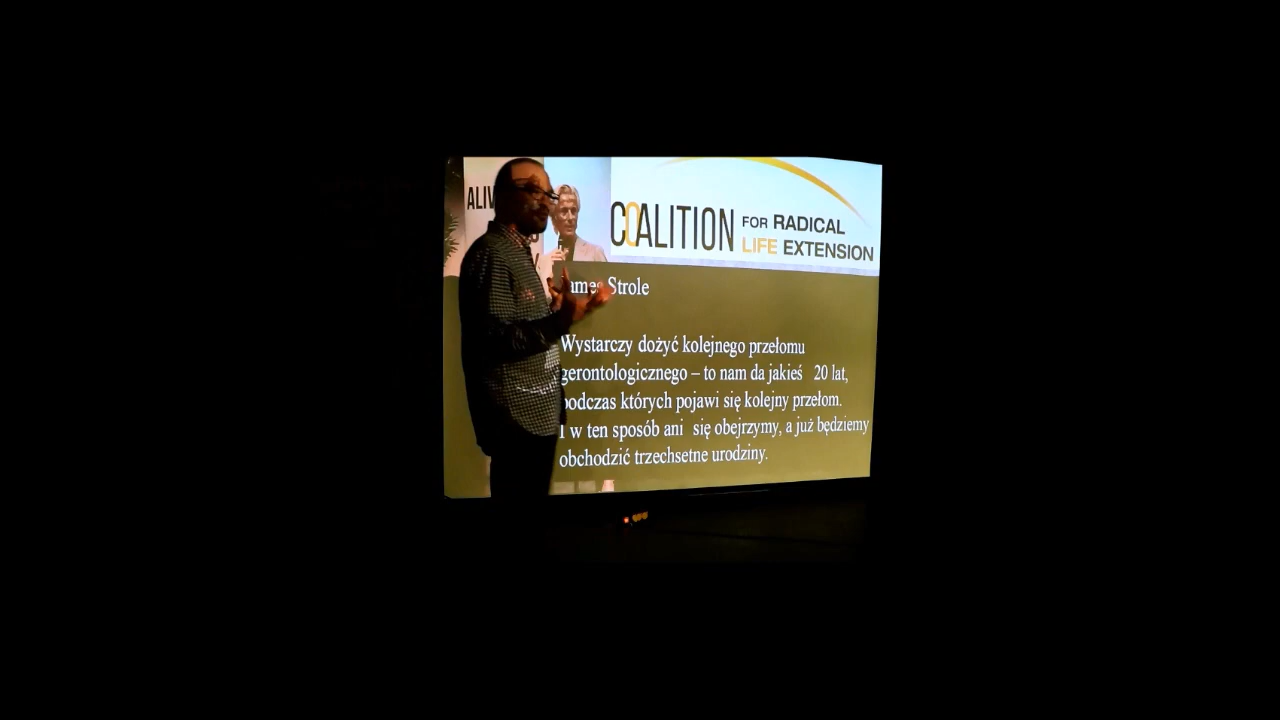 ALIV
COALITION
FOR RADICAL
LIFE EXTENSION
James Strole
Wystarczy dożyć kolejnego przełomu
gerontologicznego – to nam da jakieś 20 lat,
podczas których pojawi się kolejny przełom.
I w ten sposób ani się obejrzymy, a już będziemy
obchodzić trzechsetne urodziny.